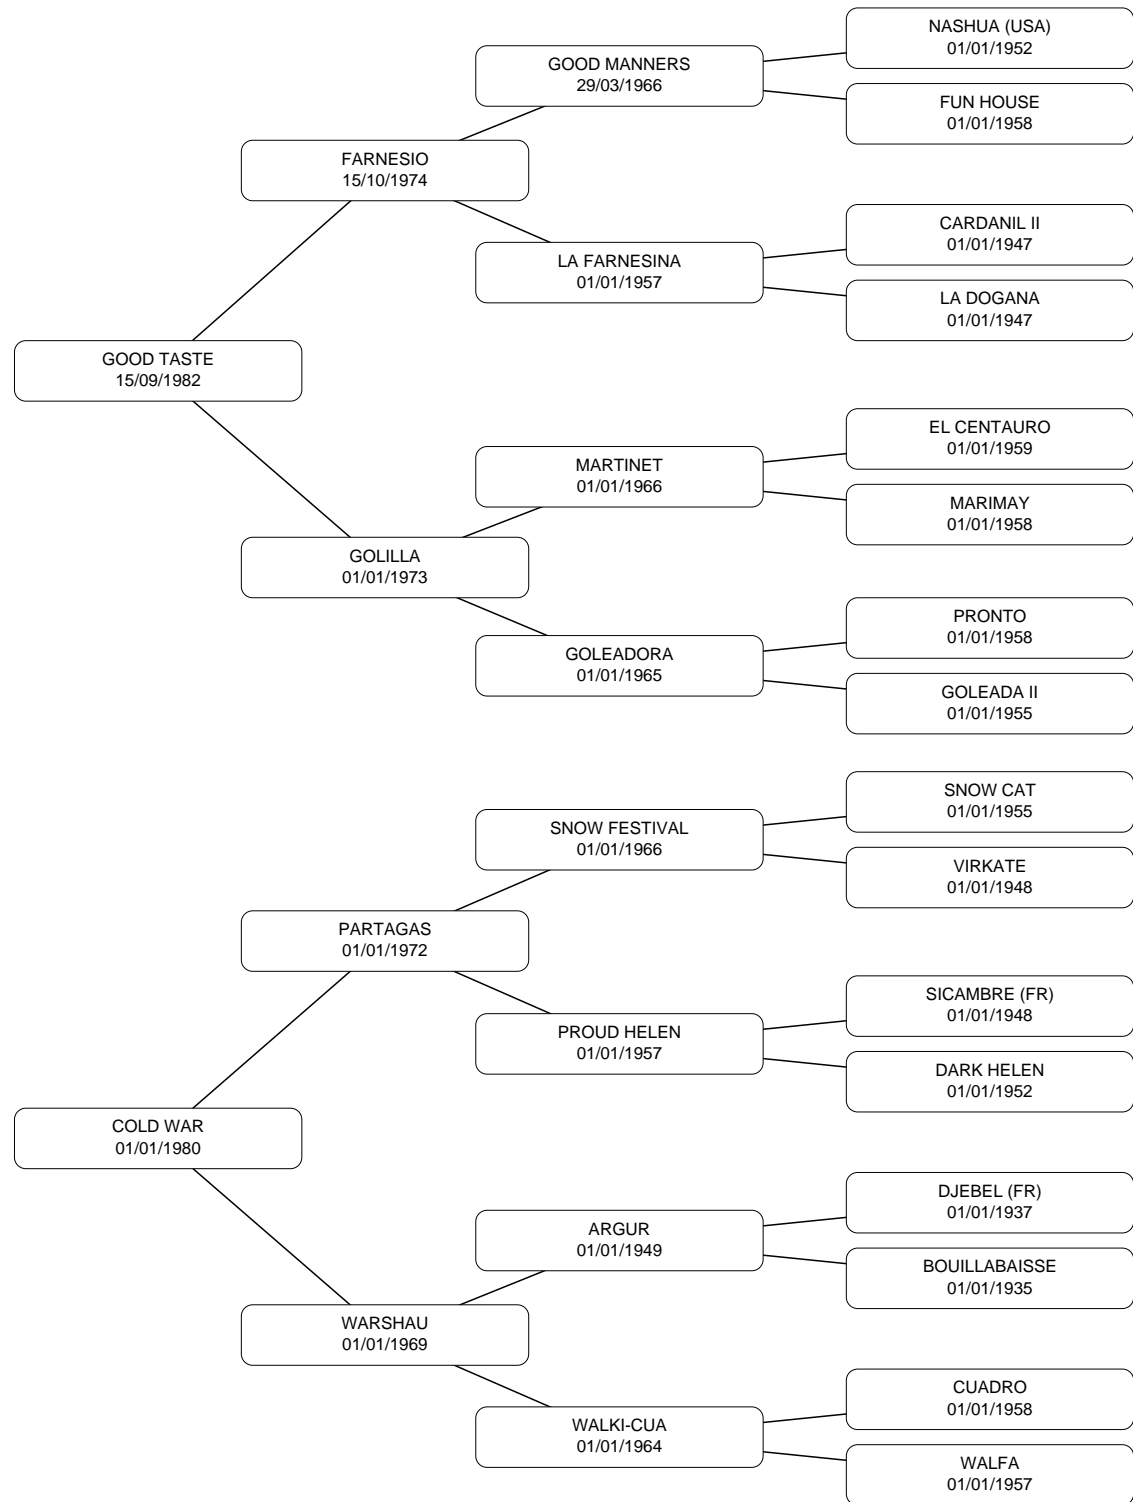 NASHUA (USA)
01/01/1952
GOOD MANNERS
29/03/1966
FUN HOUSE
01/01/1958
FARNESIO
15/10/1974
CARDANIL II
01/01/1947
LA FARNESINA
01/01/1957
LA DOGANA
01/01/1947
GOOD TASTE
15/09/1982
EL CENTAURO
01/01/1959
MARTINET
01/01/1966
MARIMAY
01/01/1958
GOLILLA
01/01/1973
PRONTO
01/01/1958
GOLEADORA
01/01/1965
GOLEADA II
01/01/1955
SNOW CAT
01/01/1955
SNOW FESTIVAL
01/01/1966
VIRKATE
01/01/1948
PARTAGAS
01/01/1972
SICAMBRE (FR)
01/01/1948
PROUD HELEN
01/01/1957
DARK HELEN
01/01/1952
COLD WAR
01/01/1980
DJEBEL (FR)
01/01/1937
ARGUR
01/01/1949
BOUILLABAISSE
01/01/1935
WARSHAU
01/01/1969
CUADRO
01/01/1958
WALKI-CUA
01/01/1964
WALFA
01/01/1957